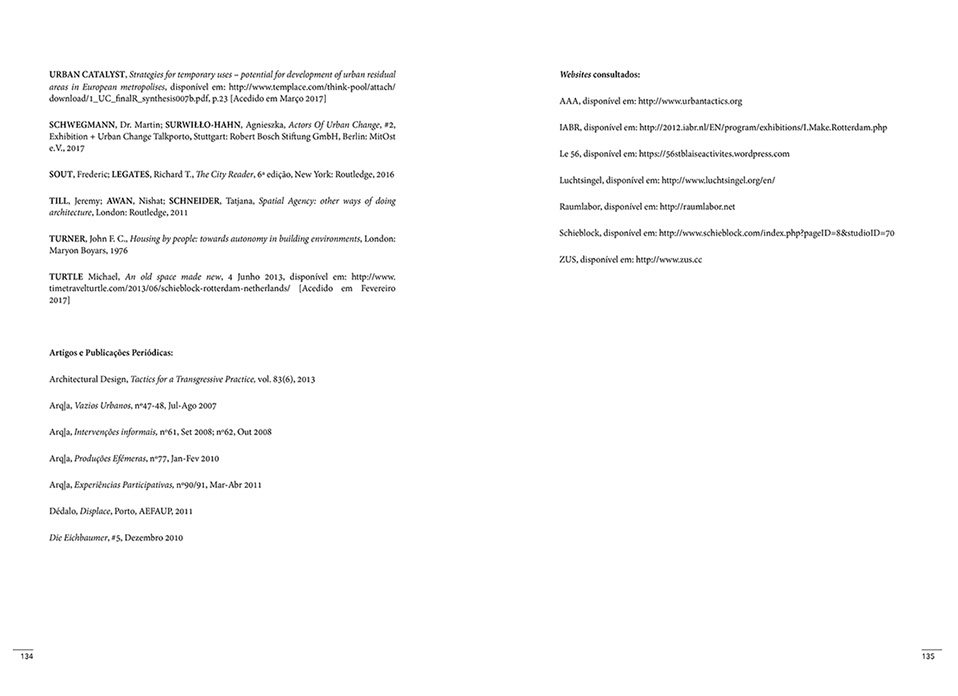 URBAN CATALYST, Strategies for temporary uses – potential for development of urban residual
areas in European metropolises, disponível em: http://www.templace.com/think-pool/attach/
download/1_UC_finalR_synthesis007b.pdf, p.23 [Acedido em Março 2017]
SCHWEGMANN, Dr. Martin; SURWIŁŁO-HAHN, Agnieszka, Actors Of Urban Change, #2,
Exhibition + Urban Change Talkporto, Stuttgart: Robert Bosch Stiftung GmbH, Berlin: MitOst
e.V., 2017
SOUT, Frederic; LEGATES, Richard T., The City Reader, 6ª edição, New York: Routledge, 2016
TILL, Jeremy; AWAN, Nishat; SCHNEIDER, Tatjana, Spatial Agency: other ways of doing
architecture, London: Routledge, 2011
TURNER, John F. C., Housing by people: towards autonomy in building environments, London:
Maryon Boyars, 1976
TURTLE Michael, An old space made new, 4 Junho 2013, disponível em: http://www.
timetravelturtle.com/2013/06/schieblock-rotterdam-netherlands/ [Acedido em Fevereiro
2017]
Artigos e Publicações Periódicas:
Architectural Design, Tactics for a Transgressive Practice, vol. 83(6), 2013
Arq|a, Vazios Urbanos, nº47-48, Jul-Ago 2007
Arq|a, Intervenções informais, nº61, Set 2008; nº62, Out 2008
Arq|a, Produções Efémeras, nº77, Jan-Fev 2010
Arq|a, Experiências Participativas, nº90/91, Mar-Abr 2011
Dédalo, Displace, Porto, AEFAUP, 2011
Die Eichbaumer, #5, Dezembro 2010
134
Websites consultados:
AAA, disponível em: http://www.urbantactics.org
IABR, disponível em: http://2012.iabr.nl/EN/program/exhibitions/I.Make.Rotterdam.php
Le 56, disponível em: https://56stblaiseactivites.wordpress.com
Luchtsingel, disponível em: http://www.luchtsingel.org/en/
Raumlabor, disponível em: http://raumlabor.net
Schieblock, disponível em: http://www.schieblock.com/index.php?pageID=8&studioID=70
ZUS, disponível em: http://www.zus.cc
135